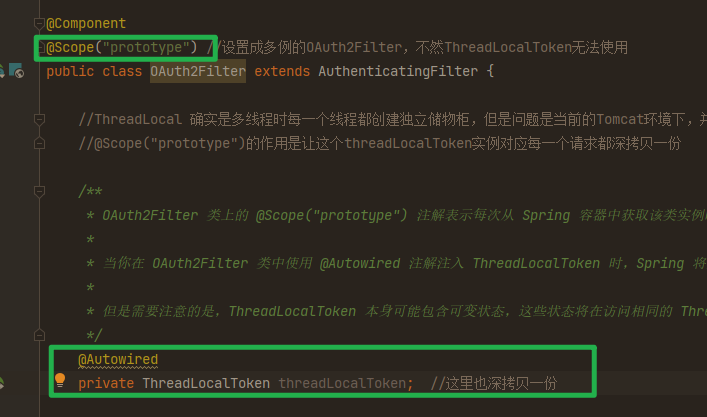 @Component
@Scope("prototype") //设置成多例的OAuth2Filter，不然ThreadLocalToken无法使用
public class OAuth2Filter extends AuthenticatingFilter {
//ThreadLocal 确实是多线程时每一个线程都创建独立储物柜，但是问题是当前的Tomcat环境下，并
//@Scope("prototype")的作用是让这个threadLocalToken实例对应每一个请求都深拷贝一份
/**
* OAuth2Filter 类上的 @Scope("prototype") 注解表示每次从 Spring 容器中获取该类实例
*
* 当你在 OAuth2Filter 类中使用 @Autowired 注解注入 ThreadLocalToken 时，Spring 将
*
* 但是需要注意的是，ThreadLocalToken 本身可能包含可变状态，这些状态将在访问相同的 Thr
*/
@Autowired
private ThreadLocalToken threadLocalToken; //这里也深拷贝一份